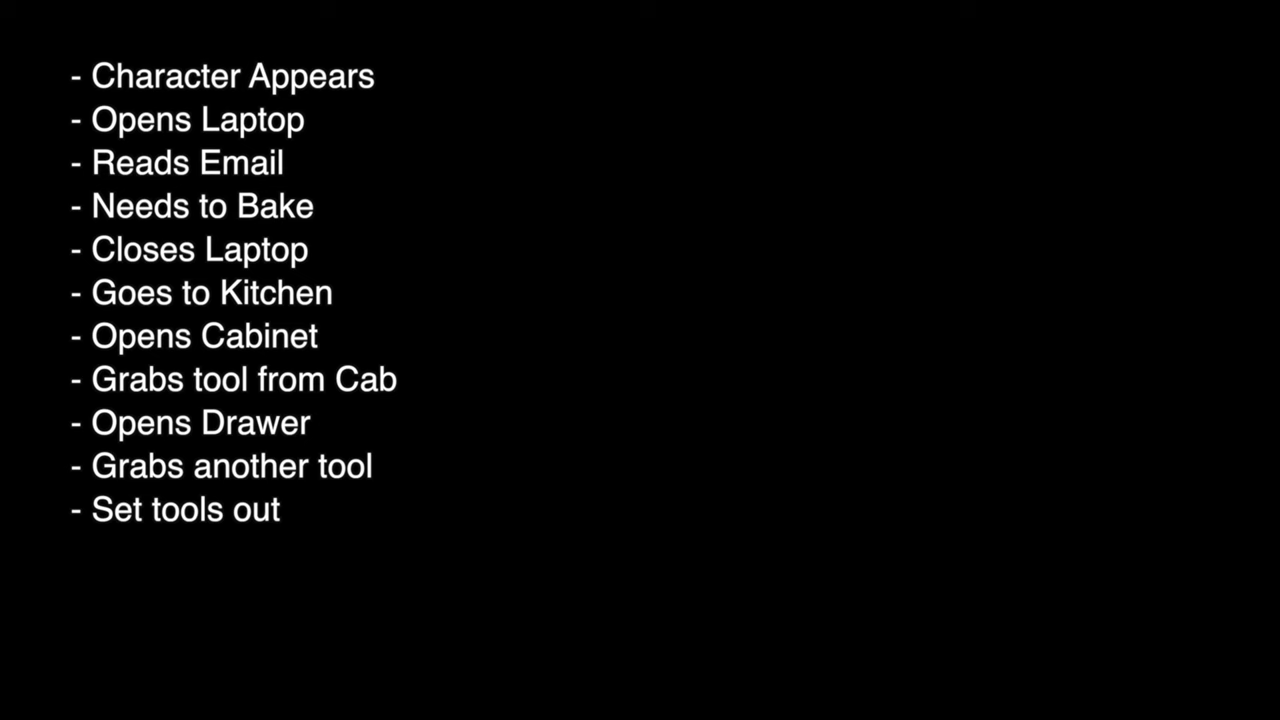 - Character Appears
- Opens Laptop
- Reads Email
- Needs to Bake
- Closes Laptop
- Goes to Kitchen
- Opens Cabinet
- Grabs tool from Cab
- Opens Drawer
- Grabs another tool
- Set tools out